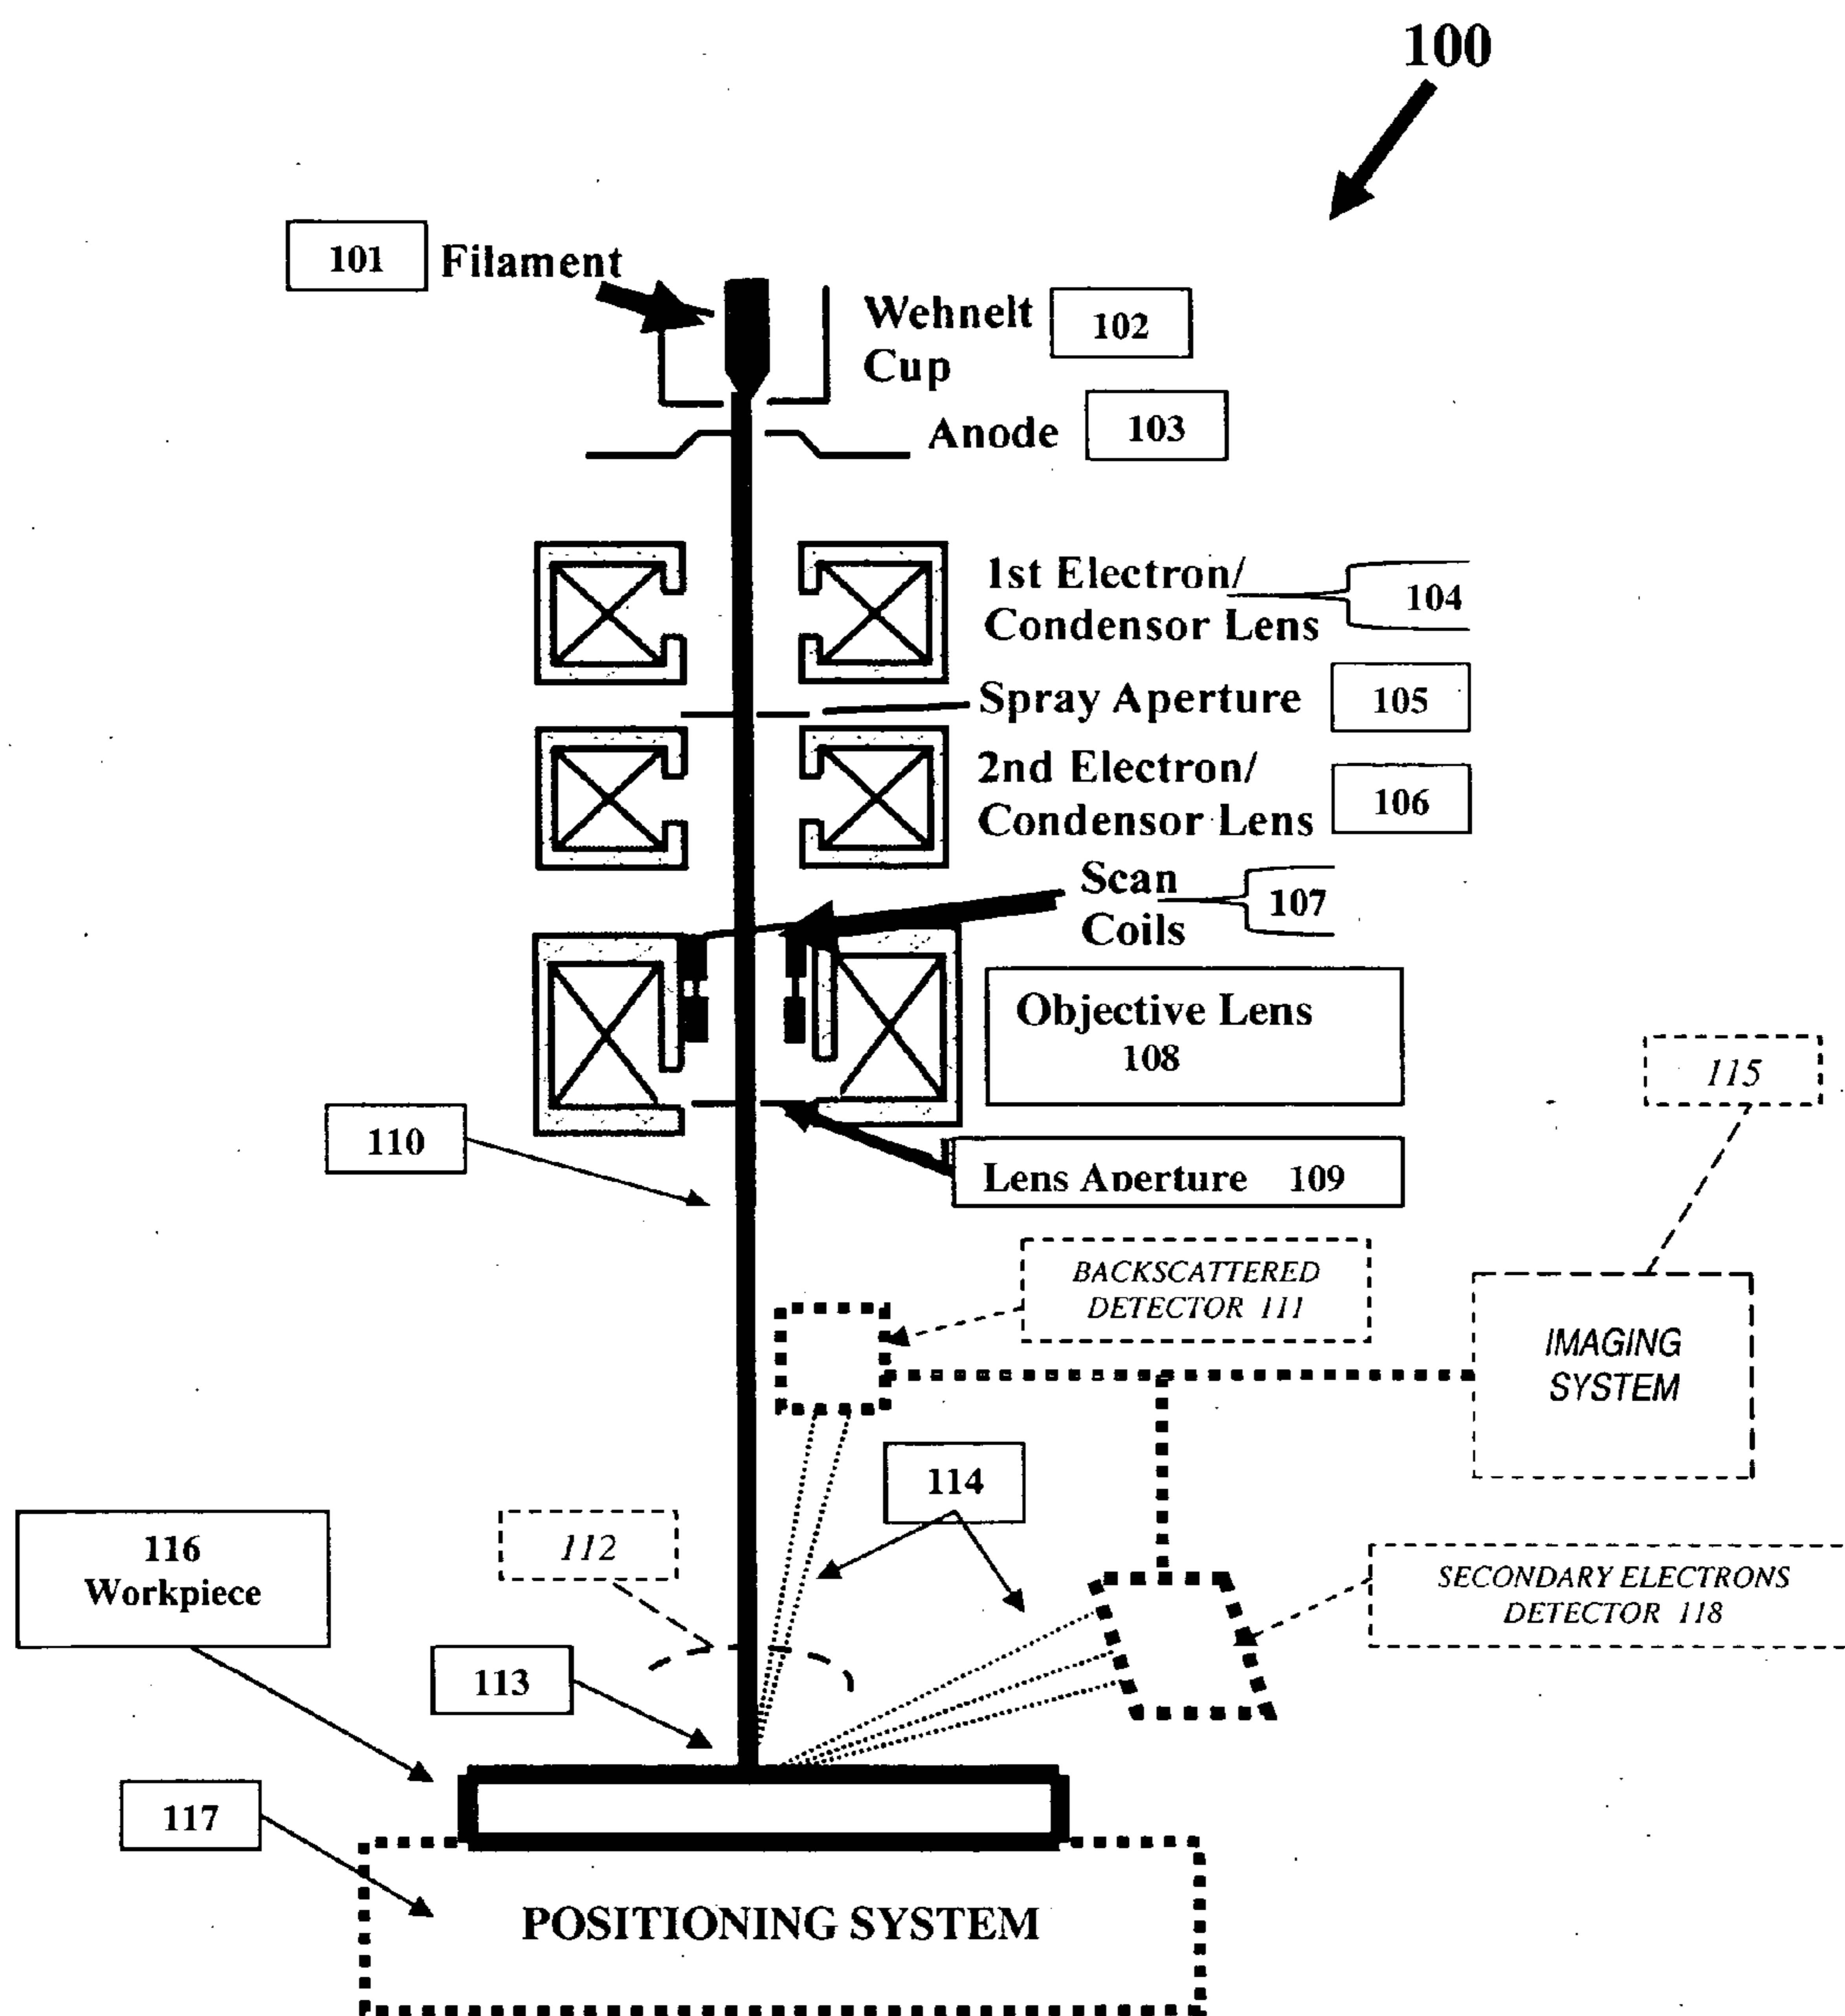 100
101 Filament
Wehnelt 102
Cup
Anode 103
1st Electron/
Condensor Lens 104
Spray Aperture 105
2nd Electron/
Condensor Lens 106
Scan
Coils 107
Objective Lens
108
115
110
Lens Aperture 109
BACKSCATTERED
DETECTOR 111
IMAGING
SYSTEM
114
112
116
Workpiece
SECONDARY ELECTRONS
DETECTOR 118
113
117
POSITIONING SYSTEM